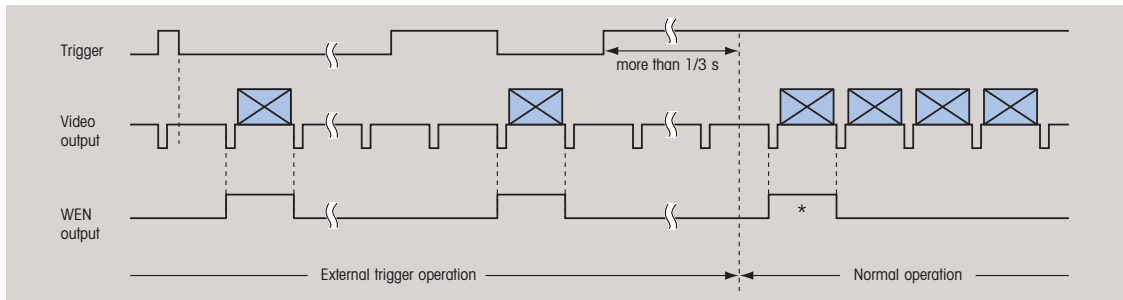 Trigger
more than 1/3 s
Video
output
WEN
output
*
External trigger operation
Normal operation